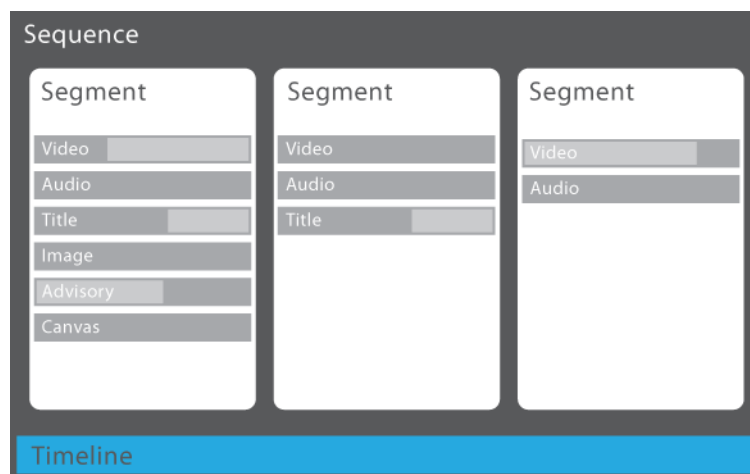 Sequence
Segment
Video
Audio
Title
Image
Advisory
Canvas
Segment
Video
Audio
Title
Segment
Video
Audio
Timeline